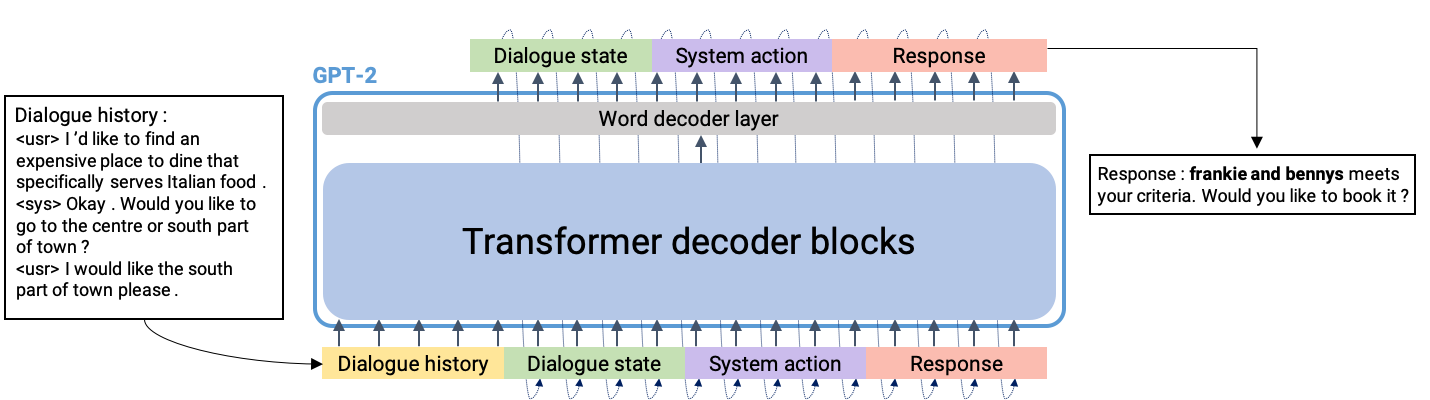 Dialogue state
System action
Response
GPT-2
Word decoder layer
Transformer decoder blocks
Dialogue history :
<usr> I 'd like to find an
expensive place to dine that
specifically serves Italian food .
<sys> Okay . Would you like to
go to the centre or south part
of town ?
<usr> I would like the south
part of town please .
Response : frankie and bennys meets
your criteria. Would you like to book it ?
Dialogue history
Dialogue state
System action
Response